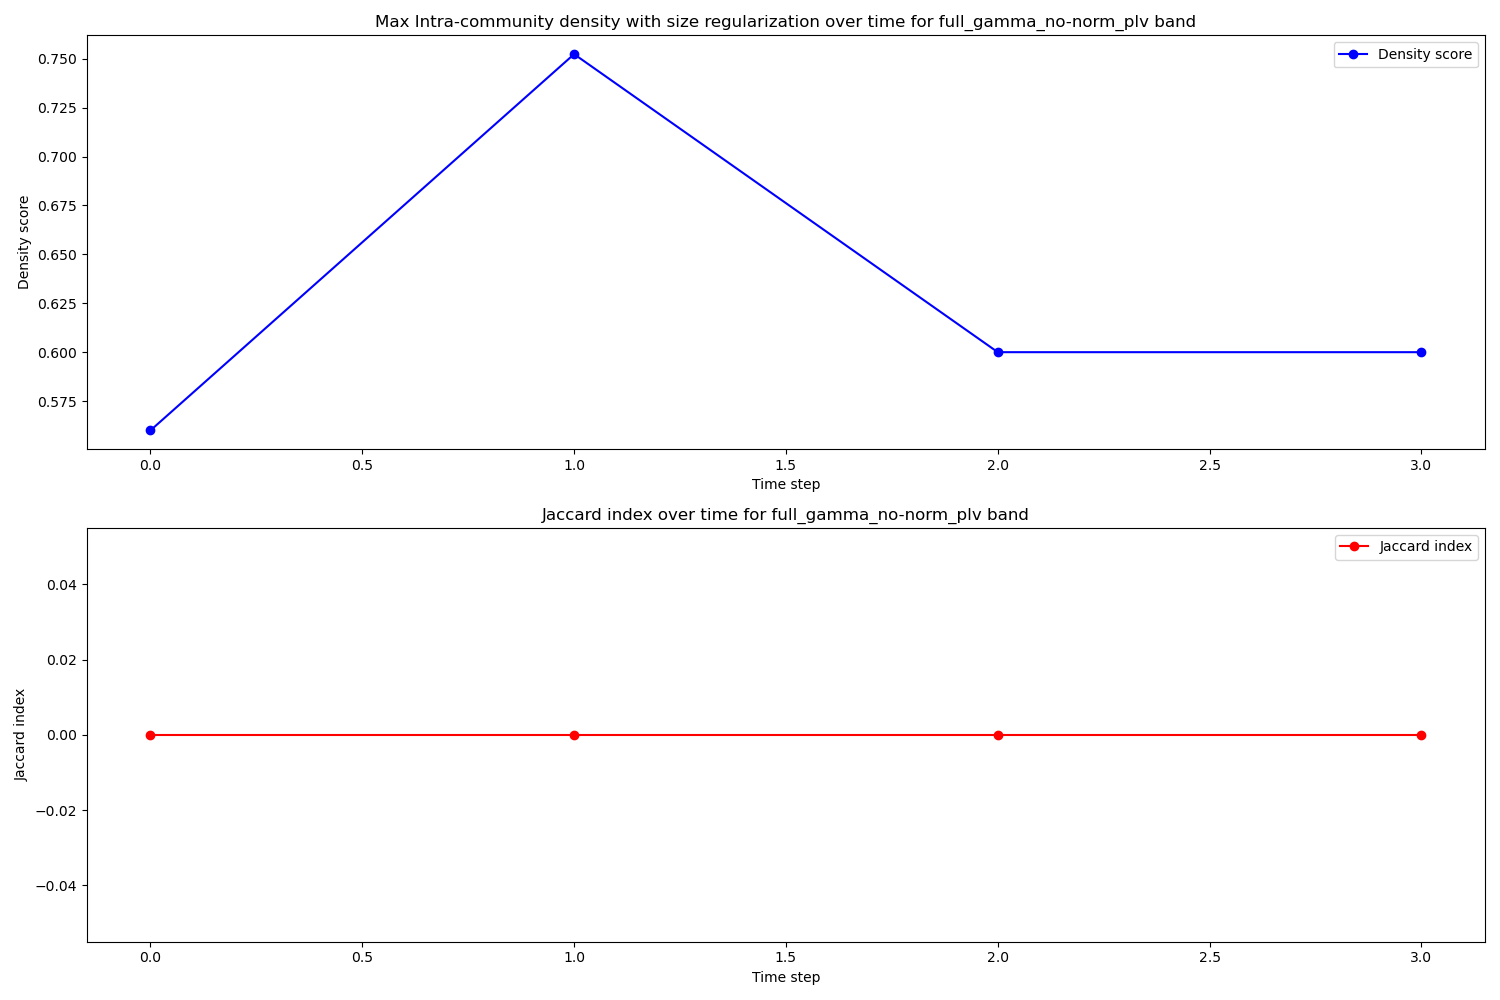 Max Intra-community density with size regularization over time for full_gamma_no-norm_plv band
Density score
0.750
0.725
0.700
0.675
0.650
0.625
0.600
0.575
Density score
0.0 0.5 1.0 1.5 2.0 2.5 3.0
Time step
Jaccard index over time for full_gamma_no-norm_plv band
Jaccard index
0.04
0.02
0.00
−0.02
−0.04
Jaccard index
0.0 0.5 1.0 1.5 2.0 2.5 3.0
Time step